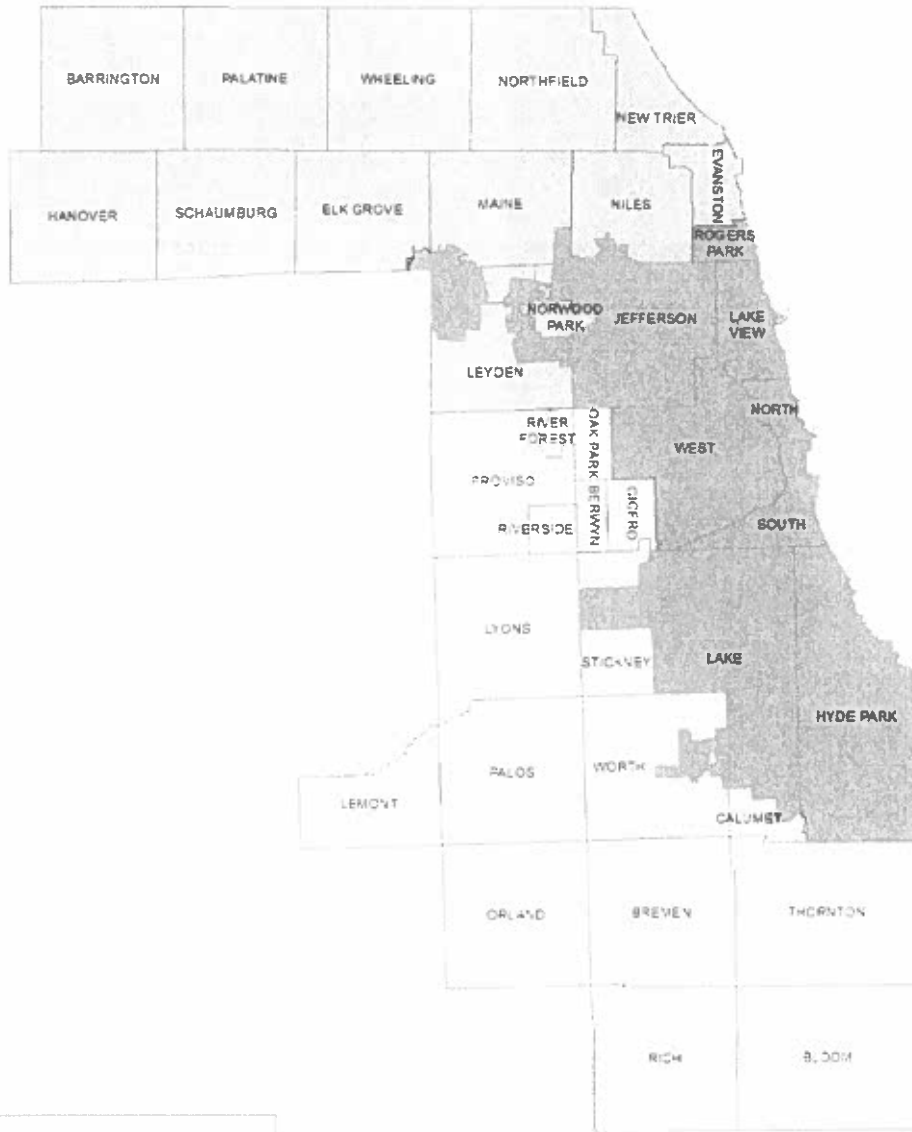 BARRINGTON
PALATINE
WHEELING
NORTHFIELD
NEW TRIER
EVANSTON
HANOVER
SCHAUMBURG
ELK GROVE
MAINE
NILES
ROGERS
PARK
NORWOOD
PARK
JEFFERSON
LAKE
VIEW
LEYDEN
NORTH
RIVER
FOREST
OAK PARK
WEST
PROVISO
BERWYN
CICERO
RIVERSIDE
SOUTH
LYONS
STICKNEY
LAKE
HYDE PARK
PALOS
WORTH
LEMONT
CALUMET
ORLAND
BREMEN
THORNTON
RICH
BLOOM